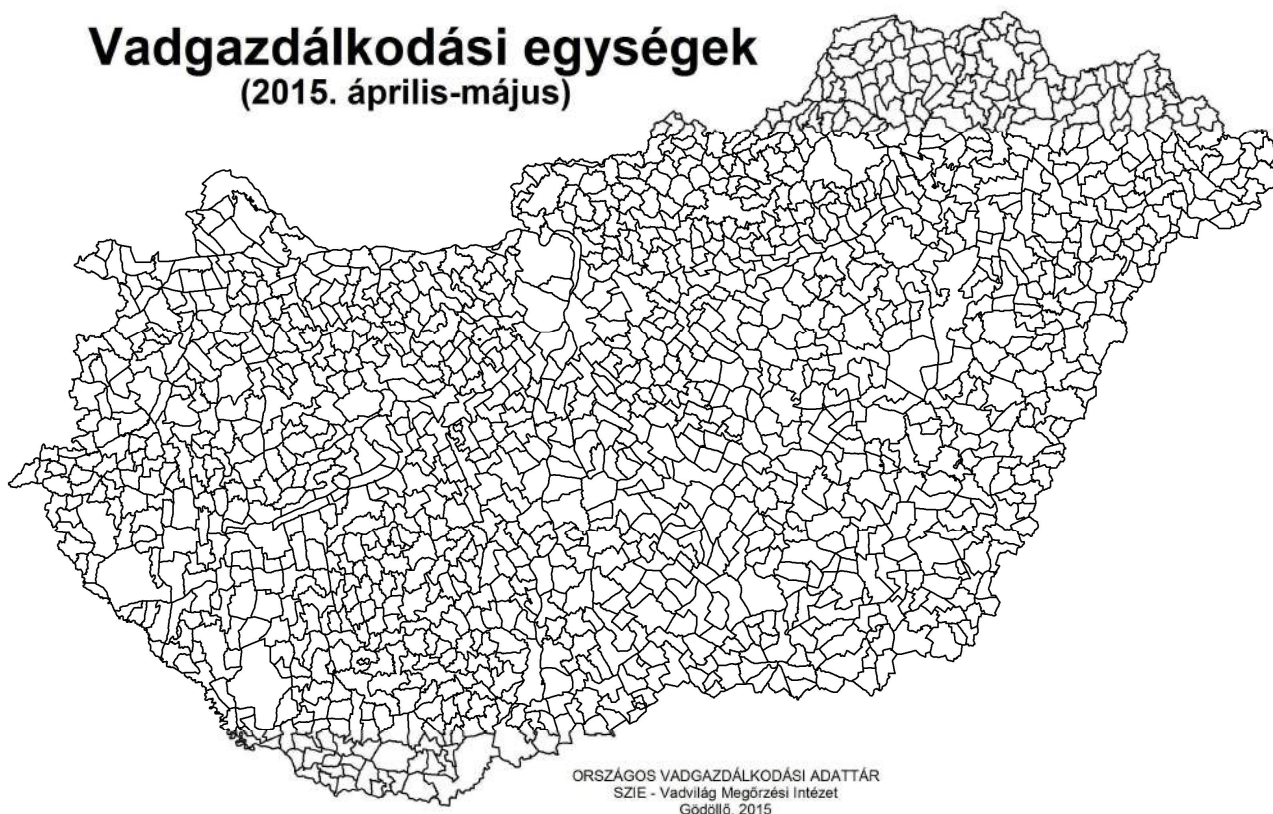 Vadgazdálkodási egységek
(2015. április-május)
ORSZÁGOS VADGAZDÁLKODÁSI ADATTÁR
SZIE - Vadvilág Megőrzési Intézet
Gödöllő, 2015